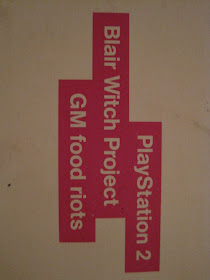 PlayStation 2
Blair Witch Project
GM food riots